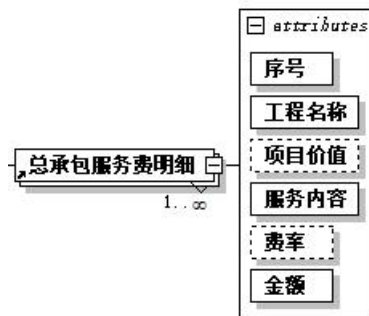 attributes
序号
工程名称
项目价值
总承包服务费明细
1..∞
服务内容
费率
金额